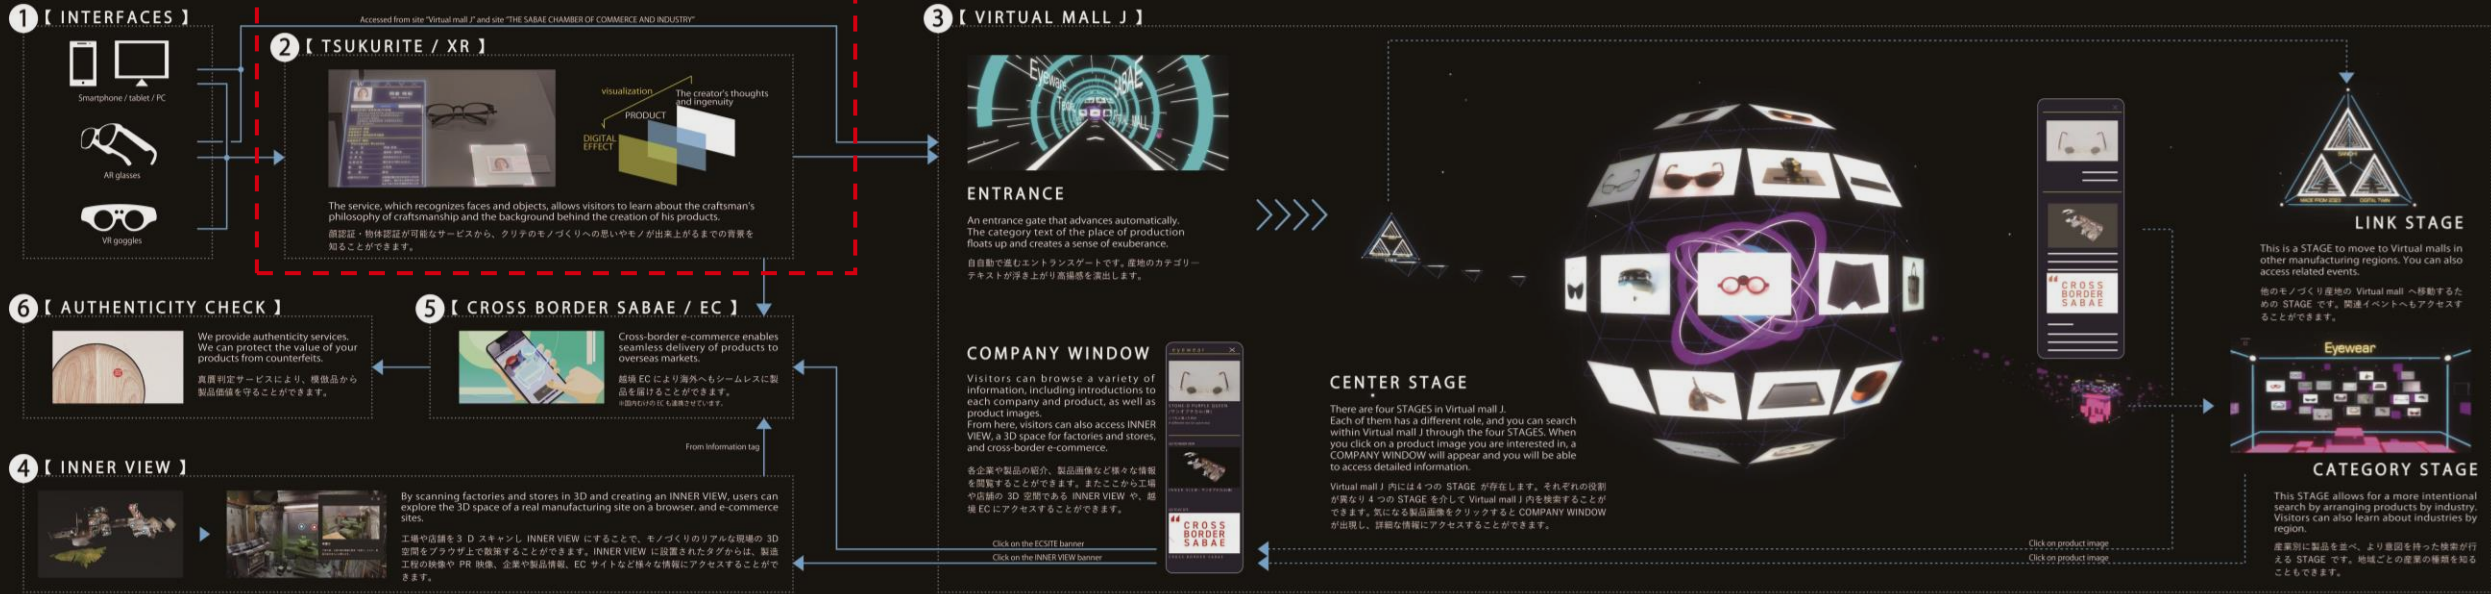 1 【 INTERFACES 】
Smartphone / tablet / PC
AR glasses
VR goggles
Accessed from site "Virtual mall J" and site "THE SABAE CHAMBER OF COMMERCE AND INDUSTRY"
2 【 TSUKURITE / XR 】
visualization
The creator's thoughts
and ingenuity
PRODUCT
DIGITAL
EFFECT
The service, which recognizes faces and objects, allows visitors to learn about the craftsman's
philosophy of craftsmanship and the background behind the creation of his products.
顔認証・物体認証が可能なサービスから、クリテのモノづくりへの思いやモノが出来上がるまでの背景を
知ることができます。
3 【 VIRTUAL MALL J 】
Eyeware
SABAE
MALL
ENTRANCE
An entrance gate that advances automatically.
The category text of the place of production
floats up and creates a sense of exuberance.
自自動で進むエントランスゲートです。産地のカテゴリー
テキストが浮き上がり高揚感を演出します。
COMPANY WINDOW
Visitors can browse a variety of
information, including introductions to
each company and product, as well as
product images.
From here, visitors can also access INNER
VIEW, a 3D space for factories and stores,
and cross-border e-commerce.
各企業や製品の紹介、製品画像など様々な情報
を閲覧することができます。またここから工場
や店舗の 3D 空間である INNER VIEW や、越
境 EC にアクセスすることができます。
eyewear
CROSS
BORDER
SABAE
CENTER STAGE
There are four STAGES in Virtual mall J.
Each of them has a different role, and you can search
within Virtual mall J through the four STAGES. When
you click on a product image you are interested in, a
COMPANY WINDOW will appear and you will be able
to access detailed information.
Virtual mall J 内には 4 つの STAGE が存在します。それぞれの役割
が異なり 4 つの STAGE を介して Virtual mall J 内を検索することが
できます。気になる製品画像をクリックすると COMPANY WINDOW
が出現し、詳細な情報にアクセスすることができます。
CROSS
BORDER
SABAE
LINK STAGE
This is a STAGE to move to Virtual malls in
other manufacturing regions. You can also
access related events.
他のモノづくり産地の Virtual mall へ移動するた
めの STAGE です。関連イベントへもアクセスす
ることができます。
Eyewear
CATEGORY STAGE
This STAGE allows for a more intentional
search by arranging products by industry.
Visitors can also learn about industries by
region.
産業別に製品を並べ、より意図を持った検索が行
える STAGE です。地域ごとの産業の種類を知る
こともできます。
Click on product image
Click on product image
Click on the ECSITE banner
Click on the INNER VIEW banner
6 【 AUTHENTICITY CHECK 】
We provide authenticity services.
We can protect the value of your
products from counterfeits.
真贋判定サービスにより、模倣品から
製品価値を守ることができます。
5 【 CROSS BORDER SABAE / EC 】
Cross-border e-commerce enables
seamless delivery of products to
overseas markets.
越境 EC により海外へもシームレスに製
品を届けることができます。
※国内むけの EC も連携させています。
From Information tag
4 【 INNER VIEW 】
By scanning factories and stores in 3D and creating an INNER VIEW, users can
explore the 3D space of a real manufacturing site on a browser. and e-commerce
sites.
工場や店舗を 3 D スキャンし INNER VIEW にすることで、モノづくりのリアルな現場の 3D
空間をブラウザ上で散策することができます。INNER VIEW に設置されたタグからは、製造
工程の映像や PR 映像、企業や製品情報、EC サイトなど様々な情報にアクセスすることがで
きます。